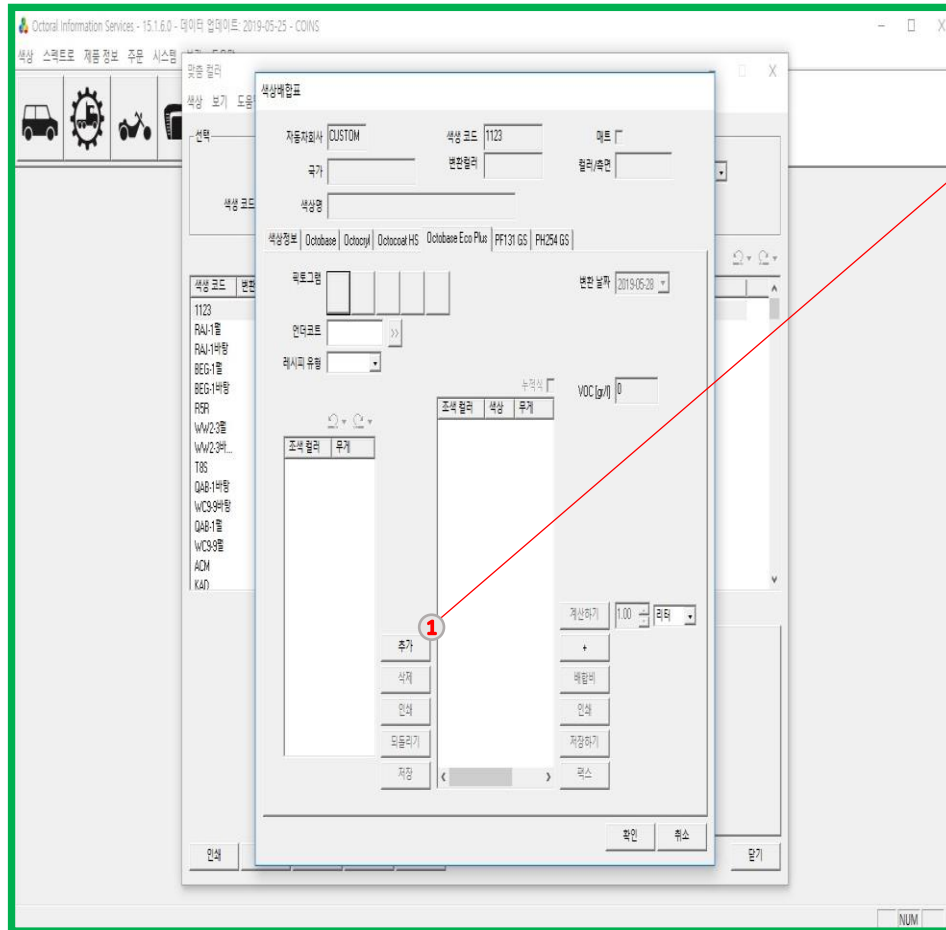 Octoral Information Services - 15.1.6.0 - 데이터 업데이트: 2019-05-25 - COINS
색상 스펙트로 제품 정보 주문 시스템
맞춤 컬러
색상 보기 도움
선택
색생 코드
색생 코드
1123
RAJ-1펄
RAJ-1바탕
BEG-1펄
BEG-1바탕
R5R
WW2-3펄
WW2-3바...
T8S
QAB-1바탕
WC9-9바탕
QAB-1펄
WC9-9펄
ACM
KAD
인쇄
닫기
색상배합표
자동차회사 CUSTOM 색생 코드 1123 매트
국가 변환컬러 컬러/측면
색상명
색상정보 Octobase Octocryl Octocoat HS Octobase Eco Plus PF131 GS PH254 GS
픽토그램 변환 날짜 2019-05-28
언더코트 >>
레시피 유형
누적식 VOC [gr/l] 0
조색 컬러 색상 무게
조색 컬러 무게
1
계산하기 1.00 리터
추가 +
삭제 배합비
인쇄 인쇄
되돌리기 저장하기
저장 팩스
확인 취소
NUM